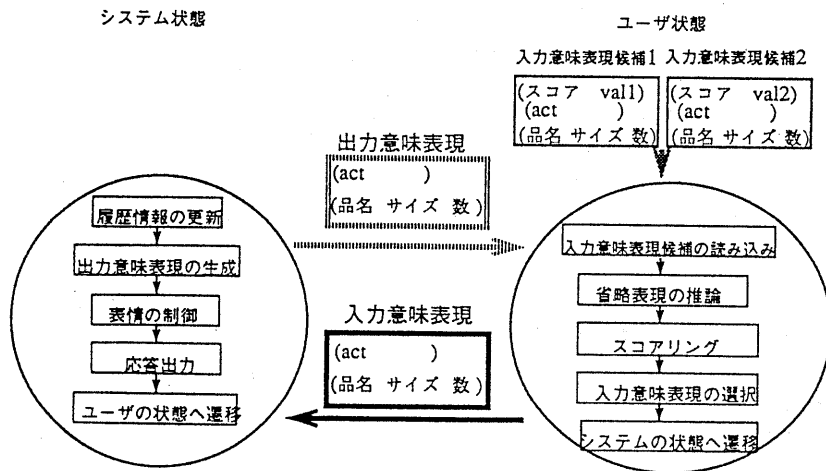 システム状態
ユーザ状態
入力意味表現候補1 入力意味表現候補2
(スコア val1)
(act )
(品名 サイズ 数)
(スコア val2)
(act )
(品名 サイズ 数)
出力意味表現
(act )
(品名 サイズ 数)
履歴情報の更新
出力意味表現の生成
表情の制御
応答出力
ユーザの状態へ遷移
入力意味表現
(act )
(品名 サイズ 数)
入力意味表現候補の読み込み
省略表現の推論
スコアリング
入力意味表現の選択
システムの状態へ遷移